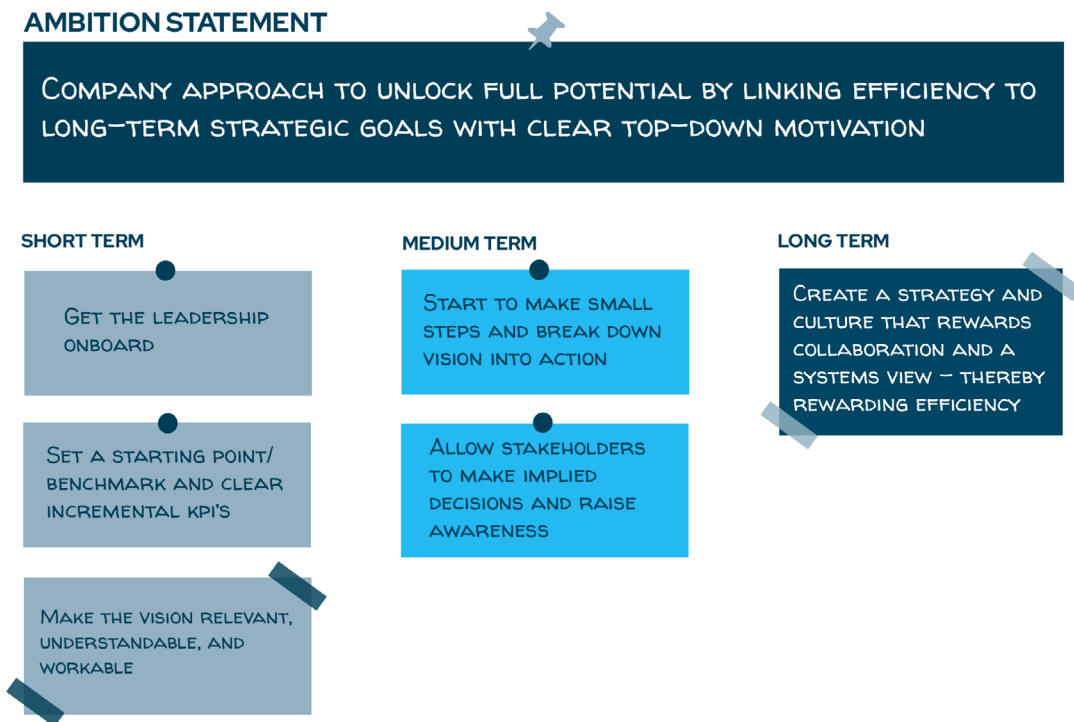 AMBITION STATEMENT
COMPANY APPROACH TO UNLOCK FULL POTENTIAL BY LINKING EFFICIENCY TO
LONG-TERM STRATEGIC GOALS WITH CLEAR TOP-DOWN MOTIVATION
SHORT TERM
GET THE LEADERSHIP
ONBOARD
SET A STARTING POINT/
BENCHMARK AND CLEAR
INCREMENTAL KPI'S
MAKE THE VISION RELEVANT,
UNDERSTANDABLE, AND
WORKABLE
MEDIUM TERM
START TO MAKE SMALL
STEPS AND BREAK DOWN
VISION INTO ACTION
ALLOW STAKEHOLDERS
TO MAKE IMPLIED
DECISIONS AND RAISE
AWARENESS
LONG TERM
CREATE A STRATEGY AND
CULTURE THAT REWARDS
COLLABORATION AND A
SYSTEMS VIEW – THEREBY
REWARDING EFFICIENCY